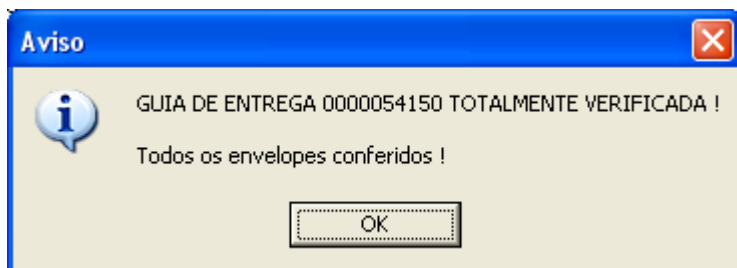 Aviso
GUIA DE ENTREGA 0000054150 TOTALMENTE VERIFICADA !
Todos os envelopes conferidos !
OK